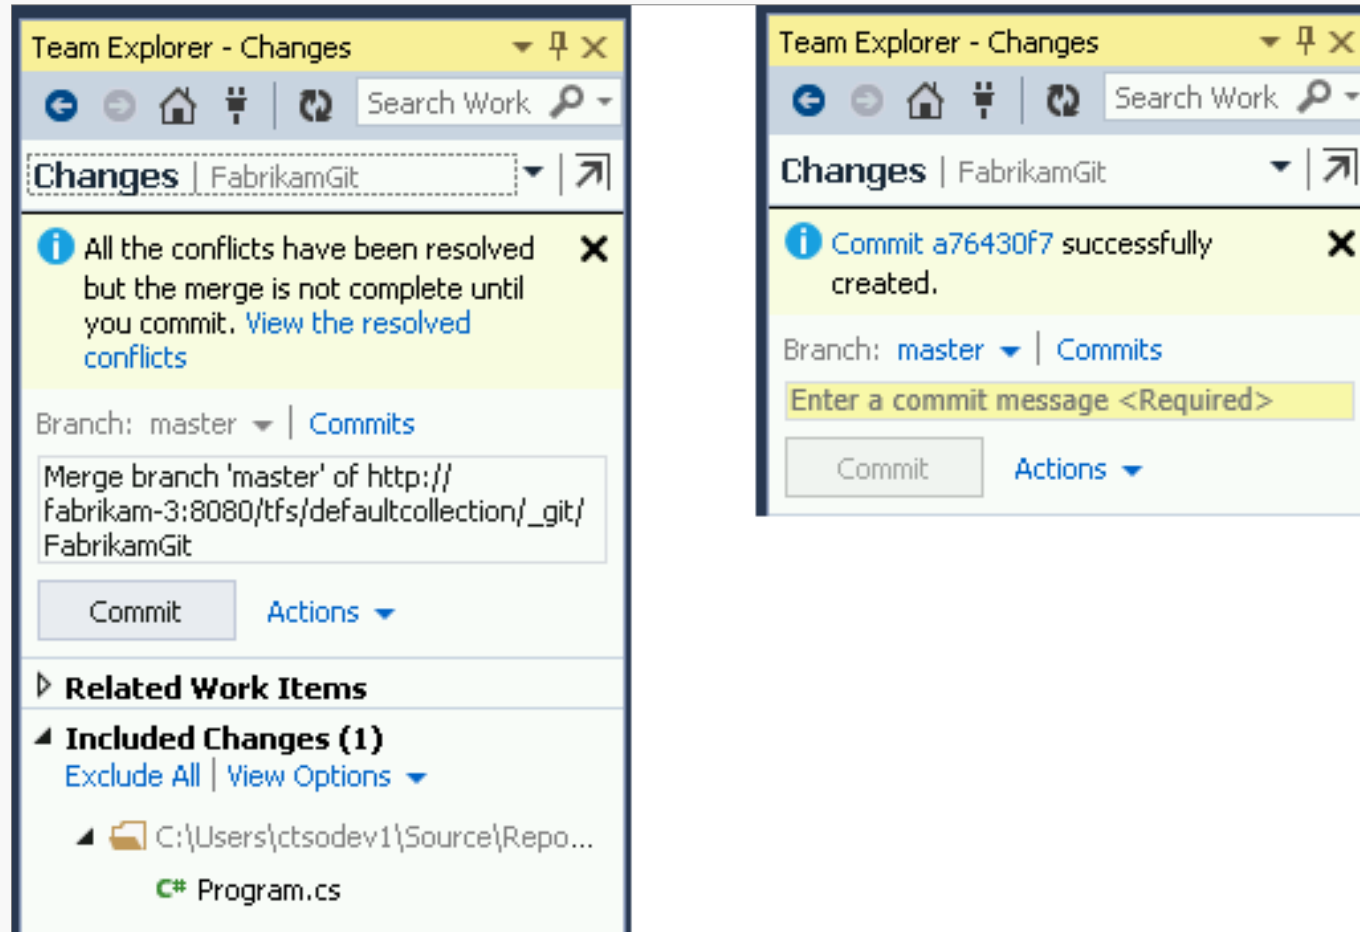 Team Explorer - Changes
Search Work
Changes | FabrikamGit
All the conflicts have been resolved
but the merge is not complete until
you commit. View the resolved
conflicts
Branch: master | Commits
Merge branch 'master' of http://
fabrikam-3:8080/tfs/defaultcollection/_git/
FabrikamGit
Commit Actions
Related Work Items
Included Changes (1)
Exclude All | View Options
C:\Users\ctsodev1\Source\Repo...
C# Program.cs
Team Explorer - Changes
Search Work
Changes | FabrikamGit
Commit a76430f7 successfully
created.
Branch: master | Commits
Enter a commit message <Required>
Commit Actions